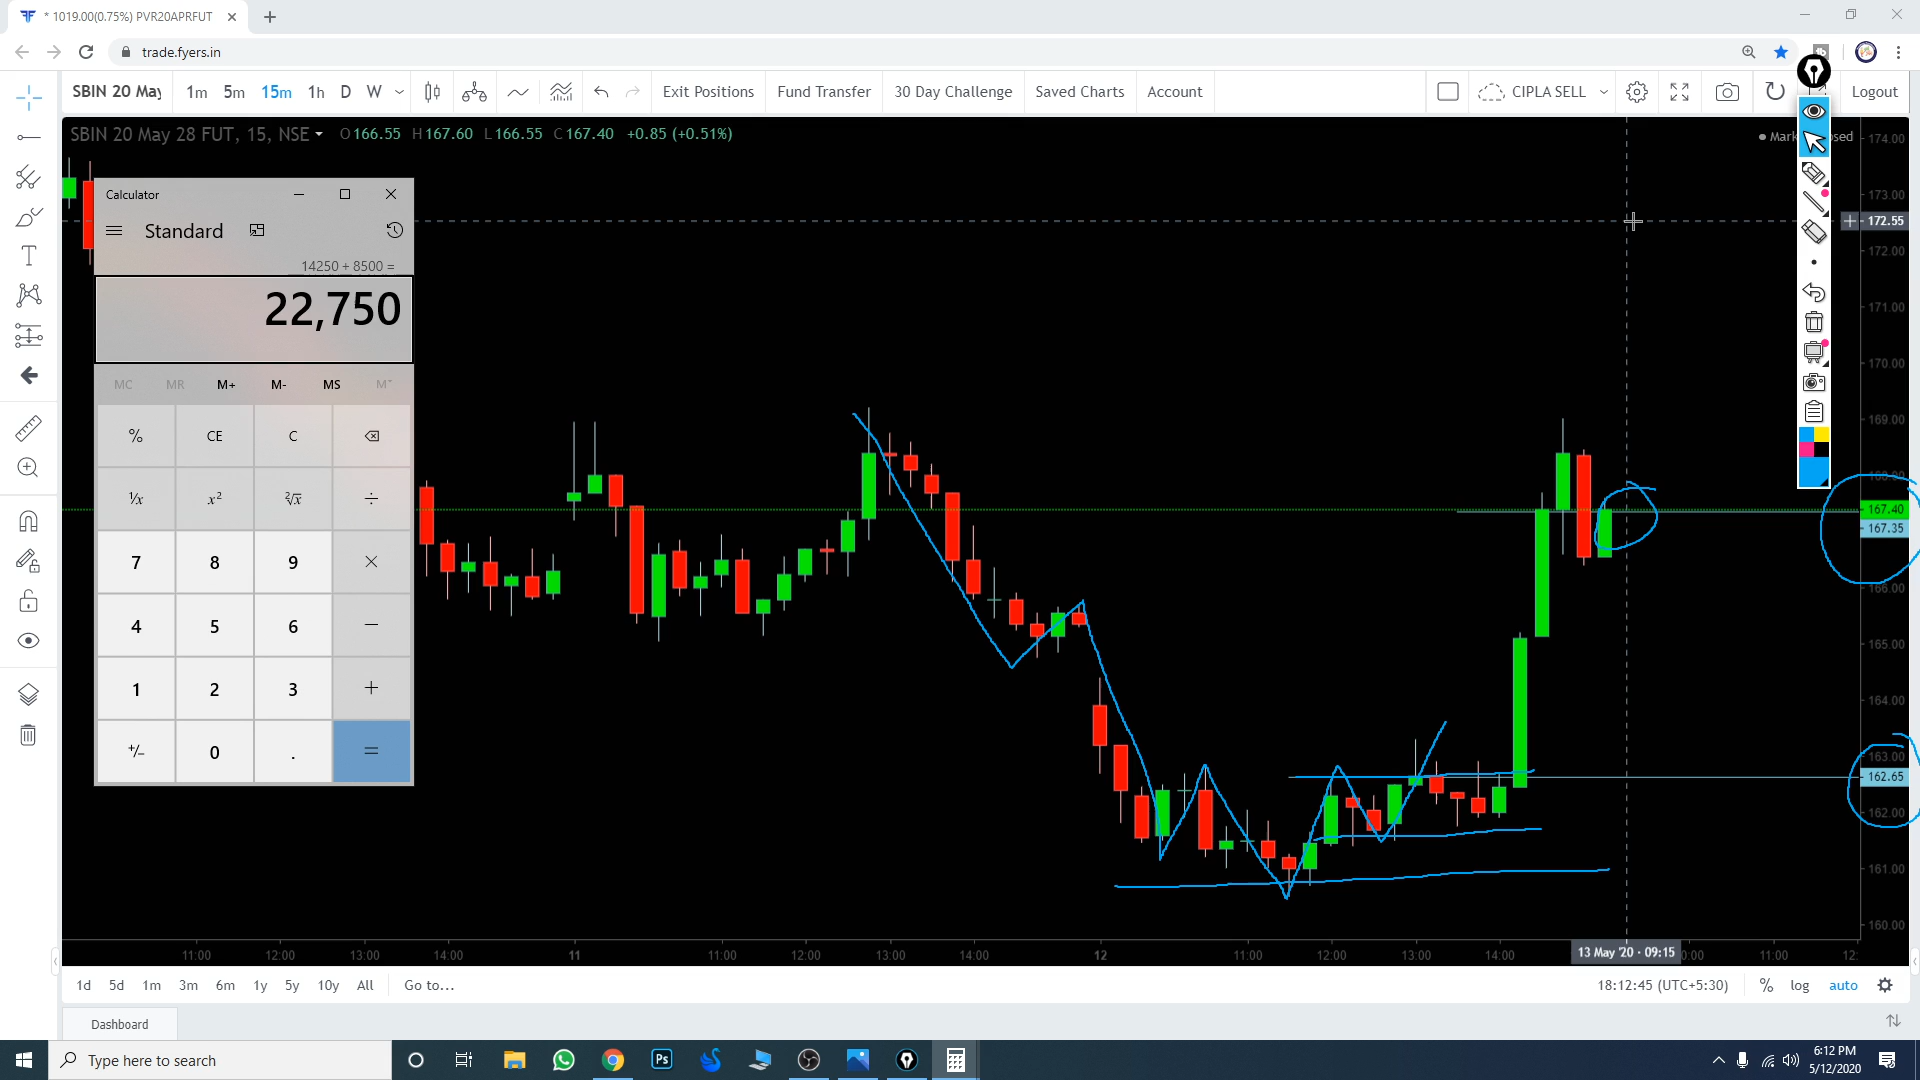 * 1019.00(0.75%) PVR20APRFUT
trade.fyers.in
SBIN 20 May 1m 5m 15m 1h D W Exit Positions Fund Transfer 30 Day Challenge Saved Charts Account CIPLA SELL Logout
SBIN 20 May 28 FUT, 15, NSE O166.55 H167.60 L166.55 C167.40 +0.85 (+0.51%)
174.00
173.00
172.55
172.00
171.00
170.00
169.00
168.00
167.40
167.35
166.00
165.00
164.00
163.00
162.65
162.00
161.00
160.00
Calculator
Standard
14250 + 8500 =
22,750
MC MR M+ M- MS M˅
% CE C
¹/x x² ²√x ÷
7 8 9 ×
4 5 6 −
1 2 3 +
+/− 0 . =
11:00 12:00 13:00 14:00 11 11:00 12:00 13:00 14:00 12 11:00 12:00 13:00 14:00 13 May '20 - 09:15 0:00 11:00 12:
1d 5d 1m 3m 6m 1y 5y 10y All Go to... 18:12:45 (UTC+5:30) % log auto
Dashboard
Type here to search
Ps
6:12 PM
5/12/2020